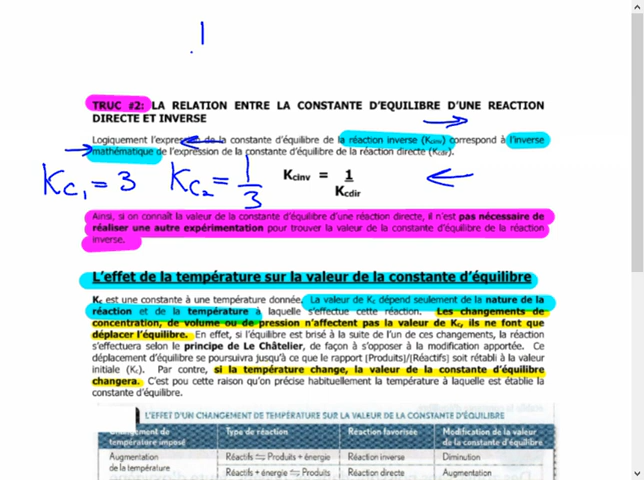 TRUC #2: LA RELATION ENTRE LA CONSTANTE D'EQUILIBRE D'UNE REACTION
DIRECTE ET INVERSE
Logiquement l'expression de la constante d'équilibre de la réaction inverse (Kcinv) correspond à l'inverse
mathématique de l'expression de la constante d'équilibre de la réaction directe (Kcdir).
Kc1 = 3 Kc2 = 1/3 Kcinv = 1/Kcdir
Ainsi, si on connaît la valeur de la constante d'équilibre d'une réaction directe, il n'est pas nécessaire de
réaliser une autre expérimentation pour trouver la valeur de la constante d'équilibre de la réaction
inverse.
L'effet de la température sur la valeur de la constante d'équilibre
Kc est une constante à une température donnée. La valeur de Kc dépend seulement de la nature de la
réaction et de la température à laquelle s'effectue cette réaction. Les changements de
concentration, de volume ou de pression n'affectent pas la valeur de Kc, ils ne font que
déplacer l'équilibre. En effet, si l'équilibre est brisé à la suite de l'un de ces changements, la réaction
s'effectuera selon le principe de Le Châtelier, de façon à s'opposer à la modification apportée. Ce
déplacement d'équilibre se poursuivra jusqu'à ce que le rapport (Produits)/(Réactifs) soit rétabli à la valeur
initiale (Kc). Par contre, si la température change, la valeur de la constante d'équilibre
changera. C'est pou cette raison qu'on précise habituellement la température à laquelle est établie la
constante d'équilibre.
L'EFFET D'UN CHANGEMENT DE TEMPÉRATURE SUR LA VALEUR DE LA CONSTANTE D'ÉQUILIBRE
Type de réaction Réaction favorisée Modification de la valeur
température imposé de la constante d'équilibre
Augmentation Réactifs ⇌ Produits + énergie Réaction inverse Diminution
de la température Réactifs + énergie ⇌ Produits Réaction directe Augmentation